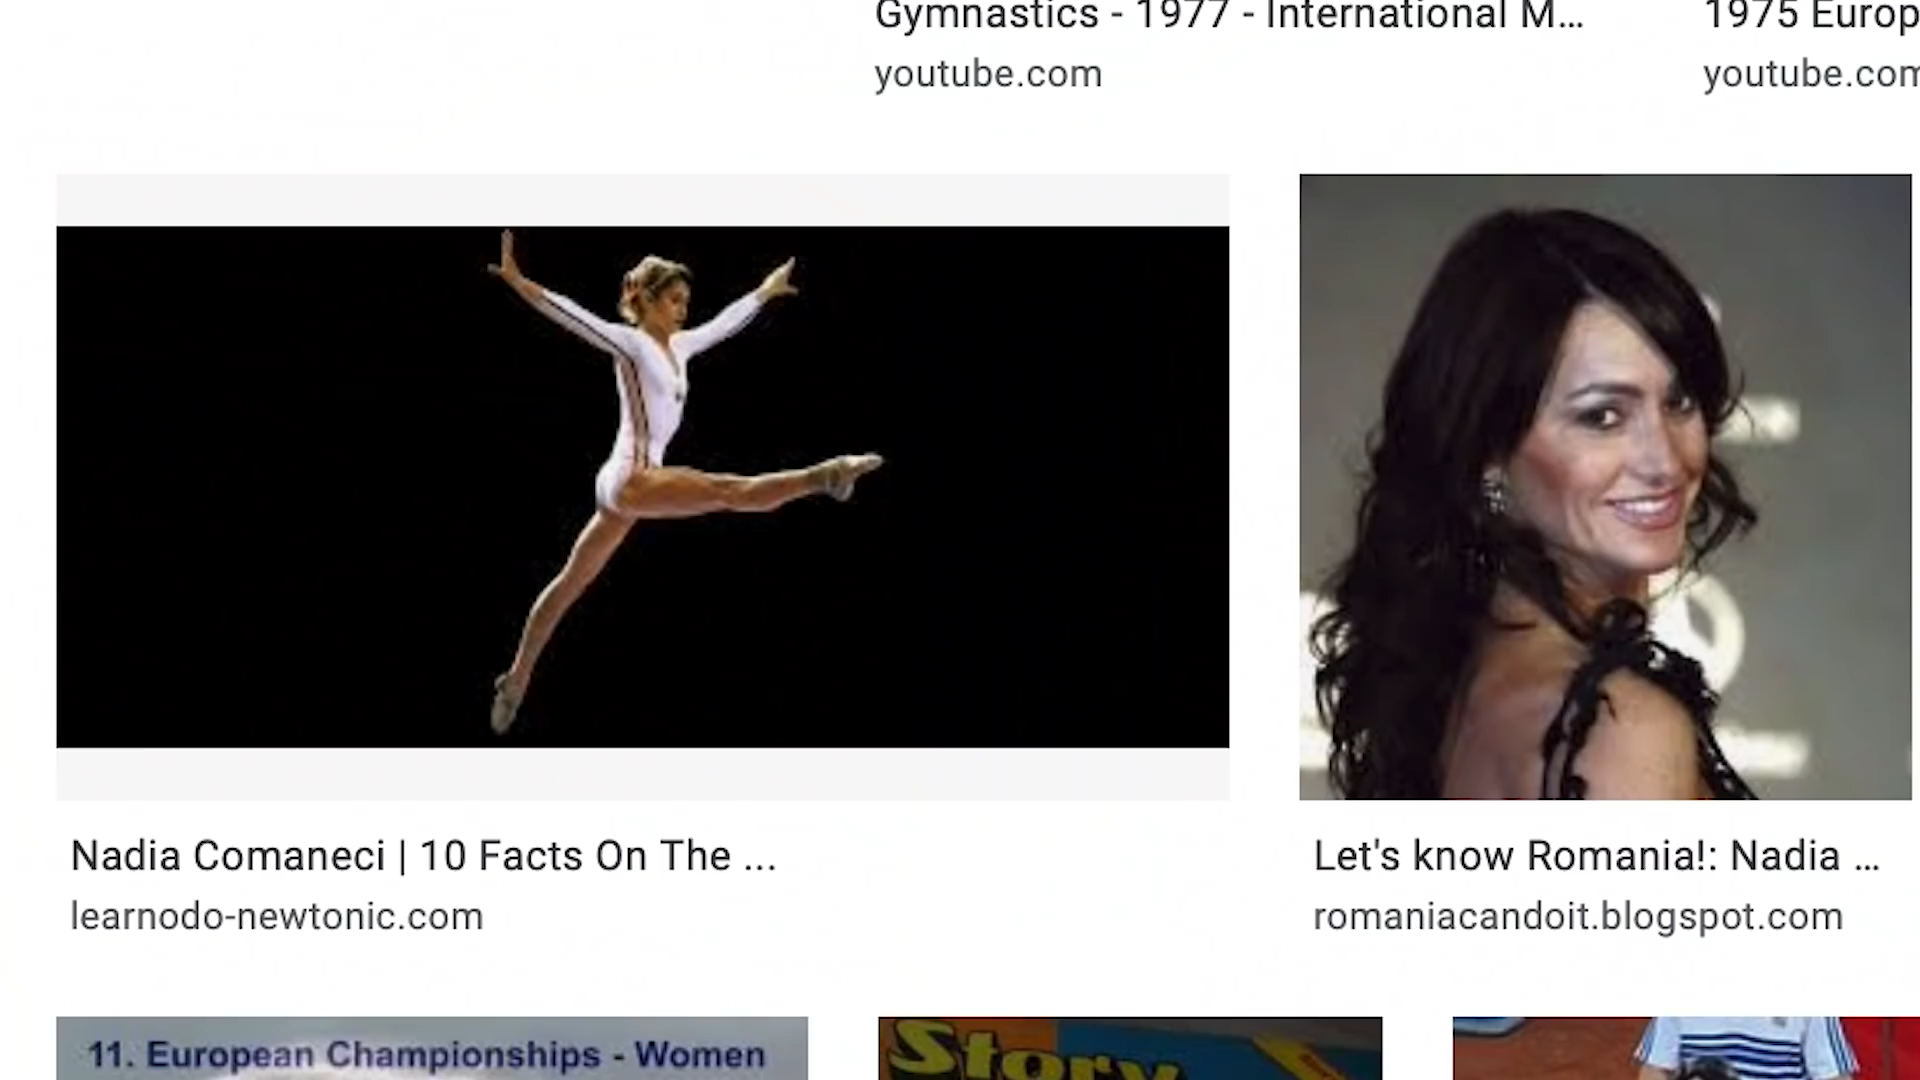 Gymnastics - 1977 - International M...
youtube.com
1975 Europ
youtube.com
Nadia Comaneci | 10 Facts On The ...
learnodo-newtonic.com
Let's know Romania!: Nadia ...
romaniacandoit.blogspot.com
11. European Championships - Women
Story